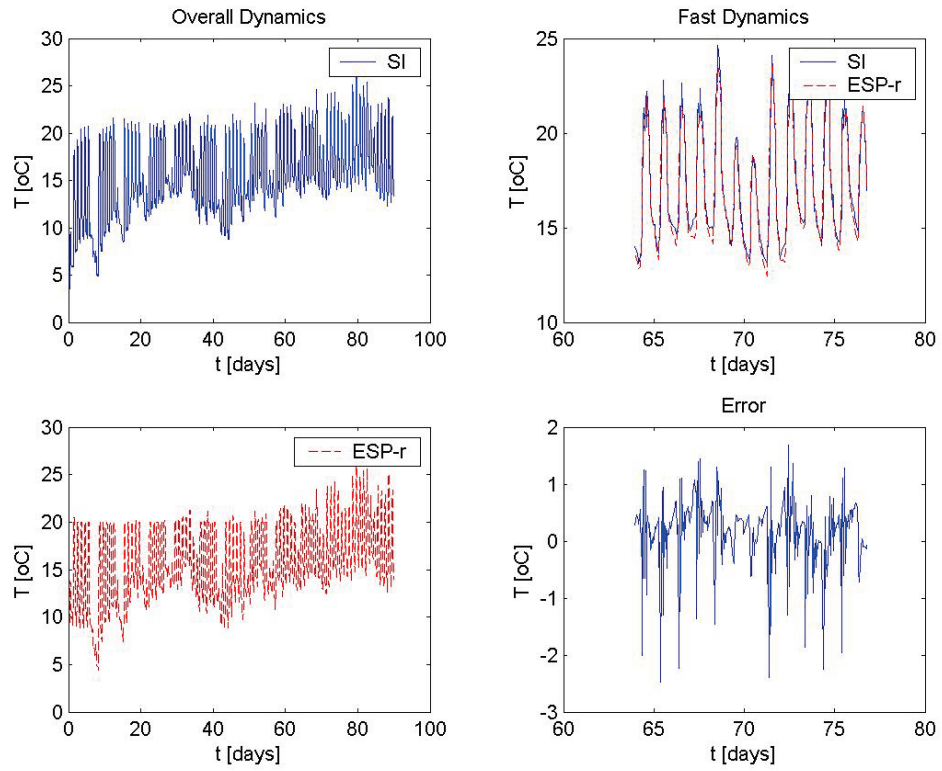 Overall Dynamics
30
25
20
15
10
5
0
T [oC]
SI
0 20 40 60 80 100
t [days]
Fast Dynamics
25
20
15
10
T [oC]
SI
ESP-r
60 65 70 75 80
t [days]
30
25
20
15
10
5
0
T [oC]
ESP-r
0 20 40 60 80 100
t [days]
Error
2
1
0
-1
-2
-3
T [oC]
60 65 70 75 80
t [days]